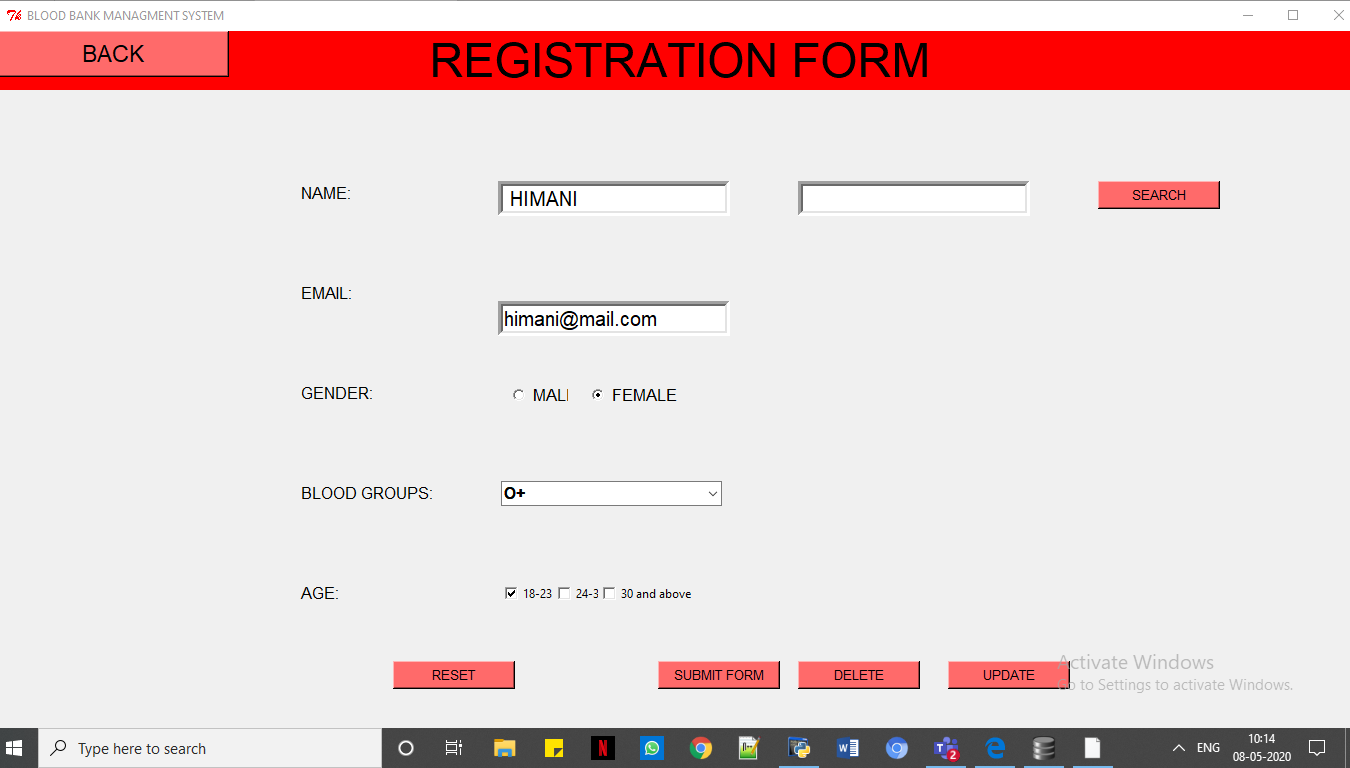 BLOOD BANK MANAGMENT SYSTEM
BACK
REGISTRATION FORM
NAME:
HIMANI
SEARCH
EMAIL:
himani@mail.com
GENDER:
MAL
FEMALE
BLOOD GROUPS:
O+
AGE:
18-23
24-3
30 and above
RESET
SUBMIT FORM
DELETE
UPDATE
Activate Windows
Go to Settings to activate Windows.
Type here to search
ENG
10:14
08-05-2020
2